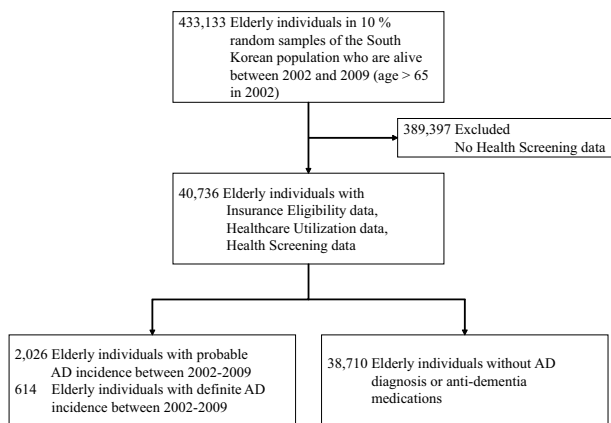 433,133 Elderly individuals in 10 %
random samples of the South
Korean population who are alive
between 2002 and 2009 (age > 65
in 2002)
389,397 Excluded
No Health Screening data
40,736 Elderly individuals with
Insurance Eligibility data,
Healthcare Utilization data,
Health Screening data
2,026 Elderly individuals with probable
AD incidence between 2002-2009
614 Elderly individuals with definite AD
incidence between 2002-2009
38,710 Elderly individuals without AD
diagnosis or anti-dementia
medications